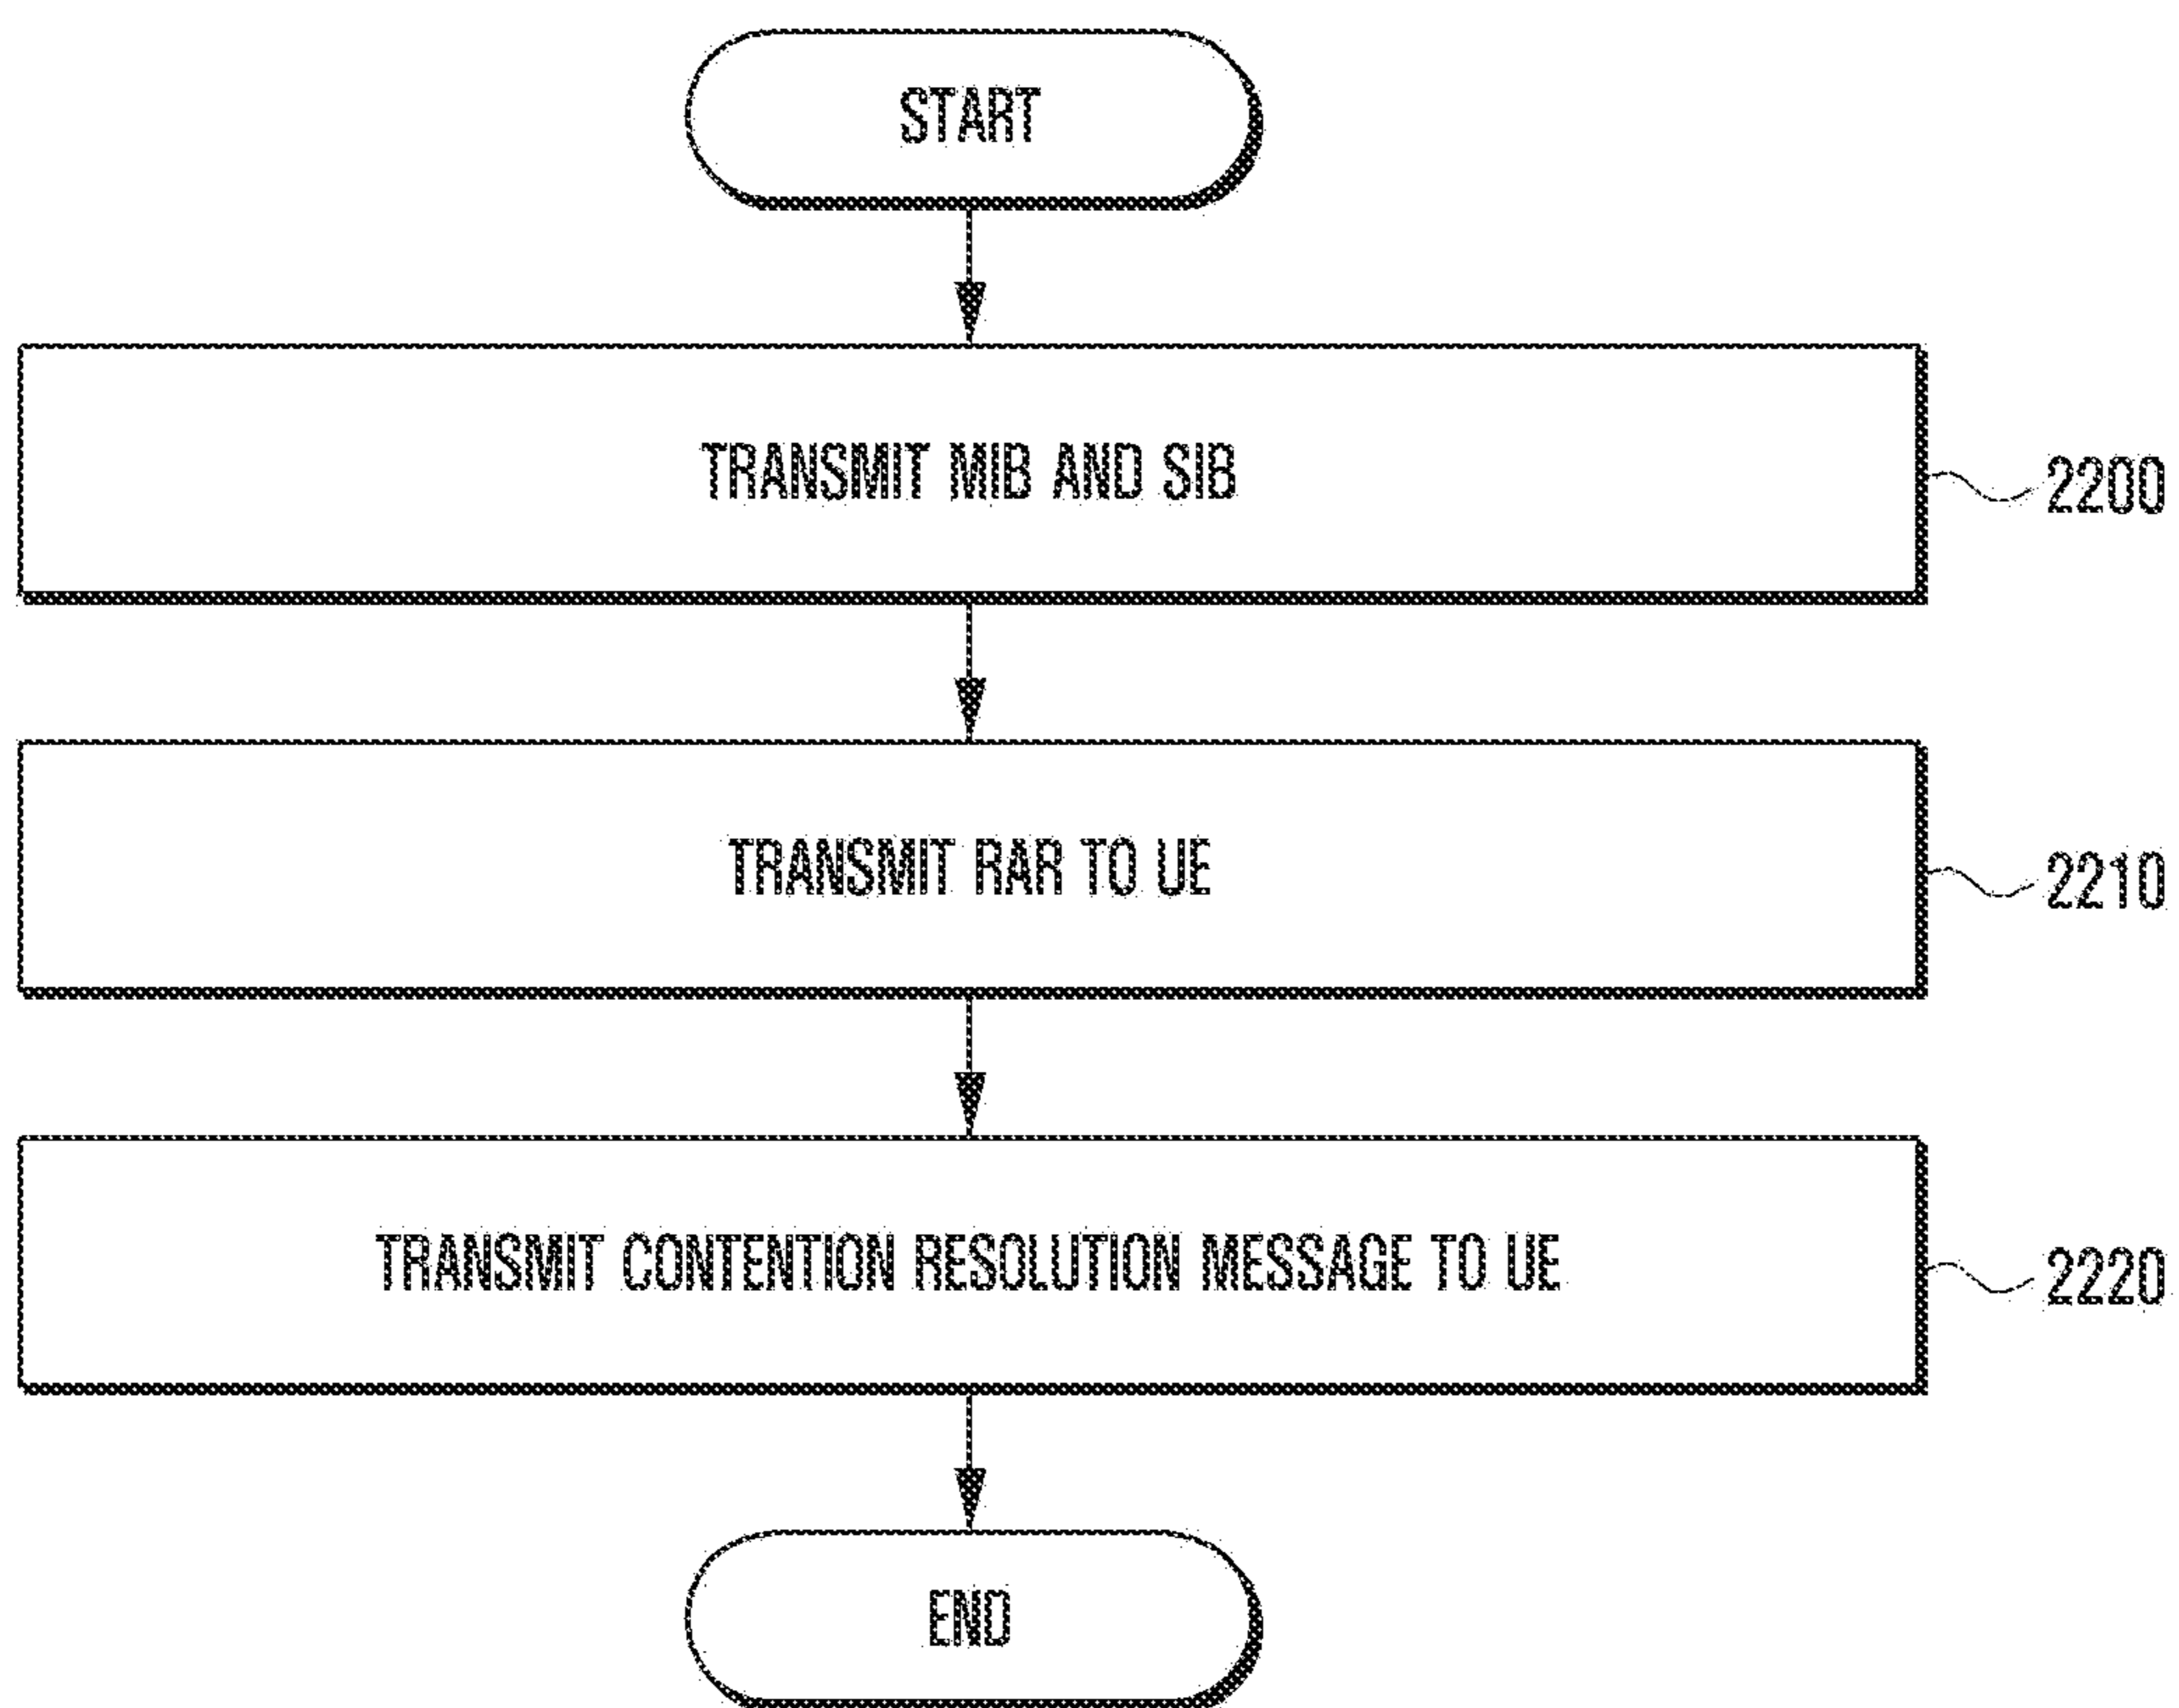 START
TRANSMIT MIB AND SIB
2200
TRANSMIT RAR TO UE
2210
TRANSMIT CONTENTION RESOLUTION MESSAGE TO UE
2220
END